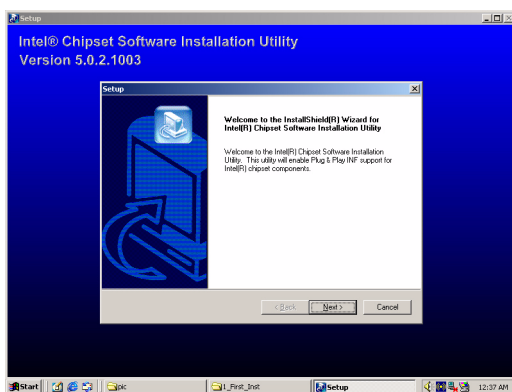 Setup
Intel® Chipset Software Installation Utility
Version 5.0.2.1003
Setup
Welcome to the InstallShield(R) Wizard for
Intel(R) Chipset Software Installation Utility
Welcome to the Intel(R) Chipset Software Installation
Utility. This utility will enable Plug & Play INF support for
Intel(R) chipset components.
< Back
Next >
Cancel
Start
pic
1_First_Inst
Setup
12:37 AM